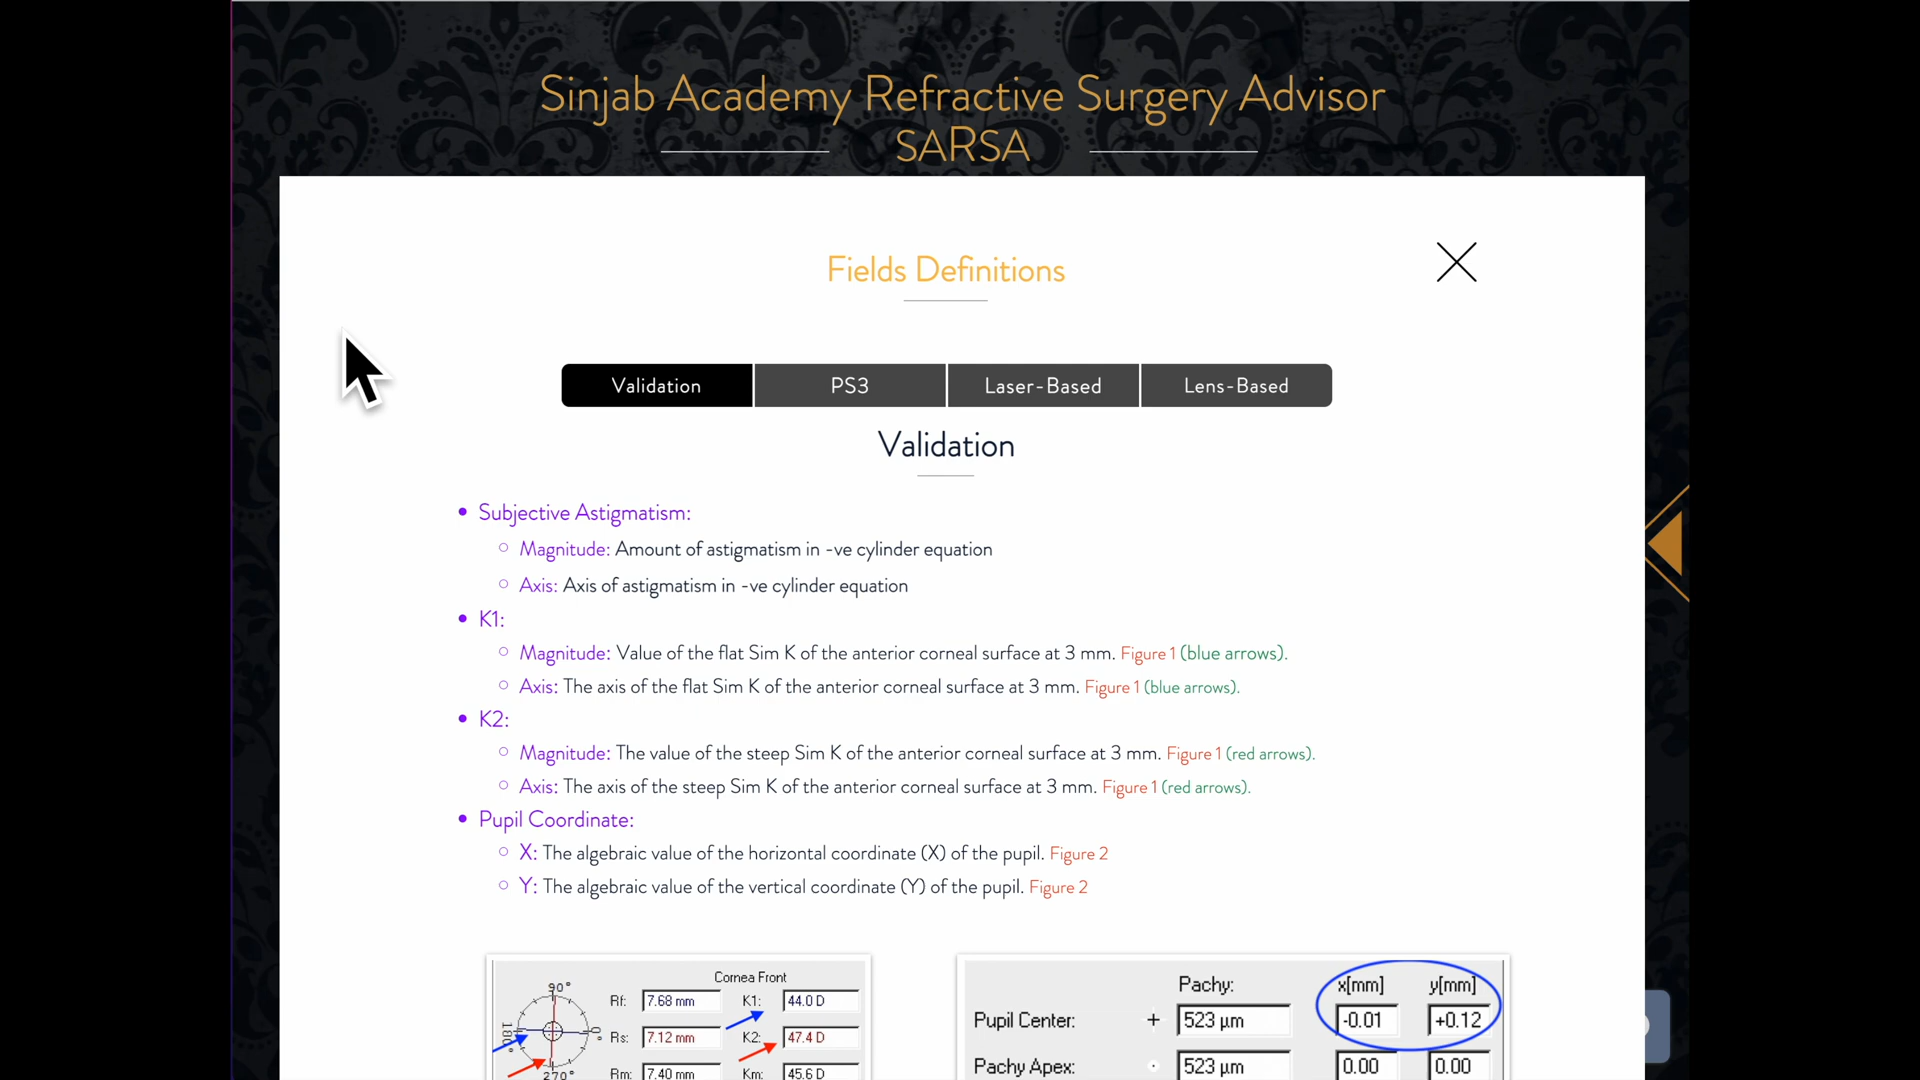 Sinjab Academy Refractive Surgery Advisor
SARSA
Fields Definitions
Validation PS3 Laser-Based Lens-Based
Validation
Subjective Astigmatism:
Magnitude: Amount of astigmatism in -ve cylinder equation
Axis: Axis of astigmatism in -ve cylinder equation
K1:
Magnitude: Value of the flat Sim K of the anterior corneal surface at 3 mm. Figure 1 (blue arrows).
Axis: The axis of the flat Sim K of the anterior corneal surface at 3 mm. Figure 1 (blue arrows).
K2:
Magnitude: The value of the steep Sim K of the anterior corneal surface at 3 mm. Figure 1 (red arrows).
Axis: The axis of the steep Sim K of the anterior corneal surface at 3 mm. Figure 1 (red arrows).
Pupil Coordinate:
X: The algebraic value of the horizontal coordinate (X) of the pupil. Figure 2
Y: The algebraic value of the vertical coordinate (Y) of the pupil. Figure 2
Cornea Front
90°
Rf: 7.68 mm K1: 44.0 D
180° 0°
Rs: 7.12 mm K2: 47.4 D
270°
Rm: 7.40 mm Km: 45.6 D
Pachy: x[mm] y[mm]
Pupil Center: + 523 µm -0.01 +0.12
Pachy Apex: 523 µm 0.00 0.00